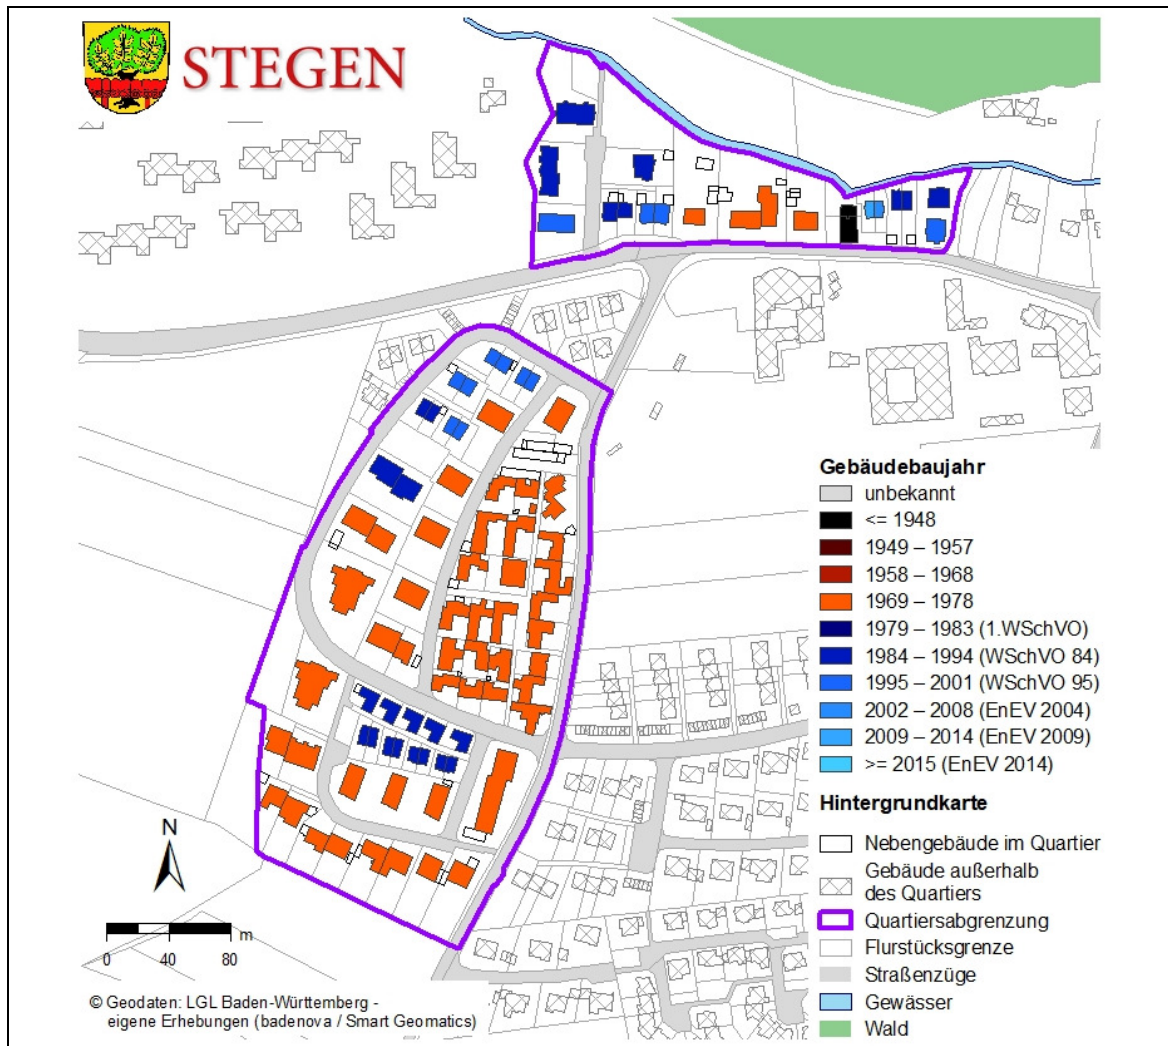 STEGEN
Gebäudebaujahr
unbekannt
<= 1948
1949 – 1957
1958 – 1968
1969 – 1978
1979 – 1983 (1.WSchVO)
1984 – 1994 (WSchVO 84)
1995 – 2001 (WSchVO 95)
2002 – 2008 (EnEV 2004)
2009 – 2014 (EnEV 2009)
>= 2015 (EnEV 2014)
Hintergrundkarte
Nebengebäude im Quartier
Gebäude außerhalb
des Quartiers
Quartiersabgrenzung
Flurstücksgrenze
Straßenzüge
Gewässer
Wald
N
m
0 40 80
© Geodaten: LGL Baden-Württemberg -
eigene Erhebungen (badenova / Smart Geomatics)